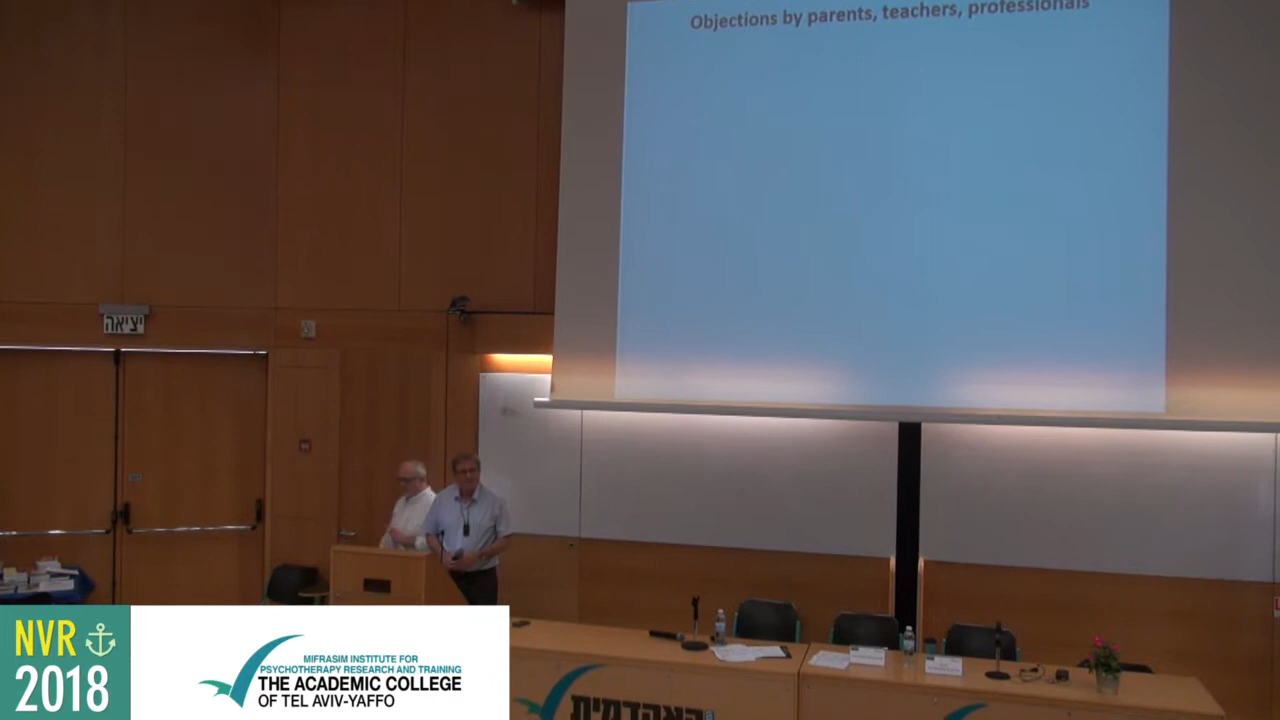 Objections by parents, teachers, professionals
יציאה
NVR
2018
MIFRASIM INSTITUTE FOR
PSYCHOTHERAPY RESEARCH AND TRAINING
THE ACADEMIC COLLEGE
OF TEL AVIV-YAFFO
האקדמית